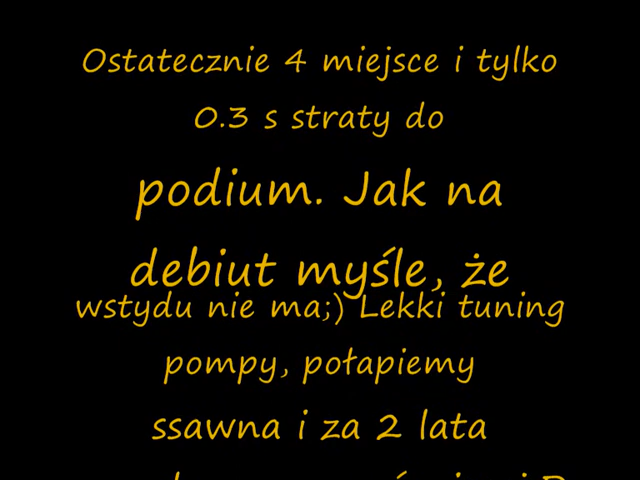 Ostatecznie 4 miejsce i tylko
0.3 s straty do
podium. Jak na
debiut myśle, że
wstydu nie ma;) Lekki tuning
pompy, połapiemy
ssawna i za 2 lata